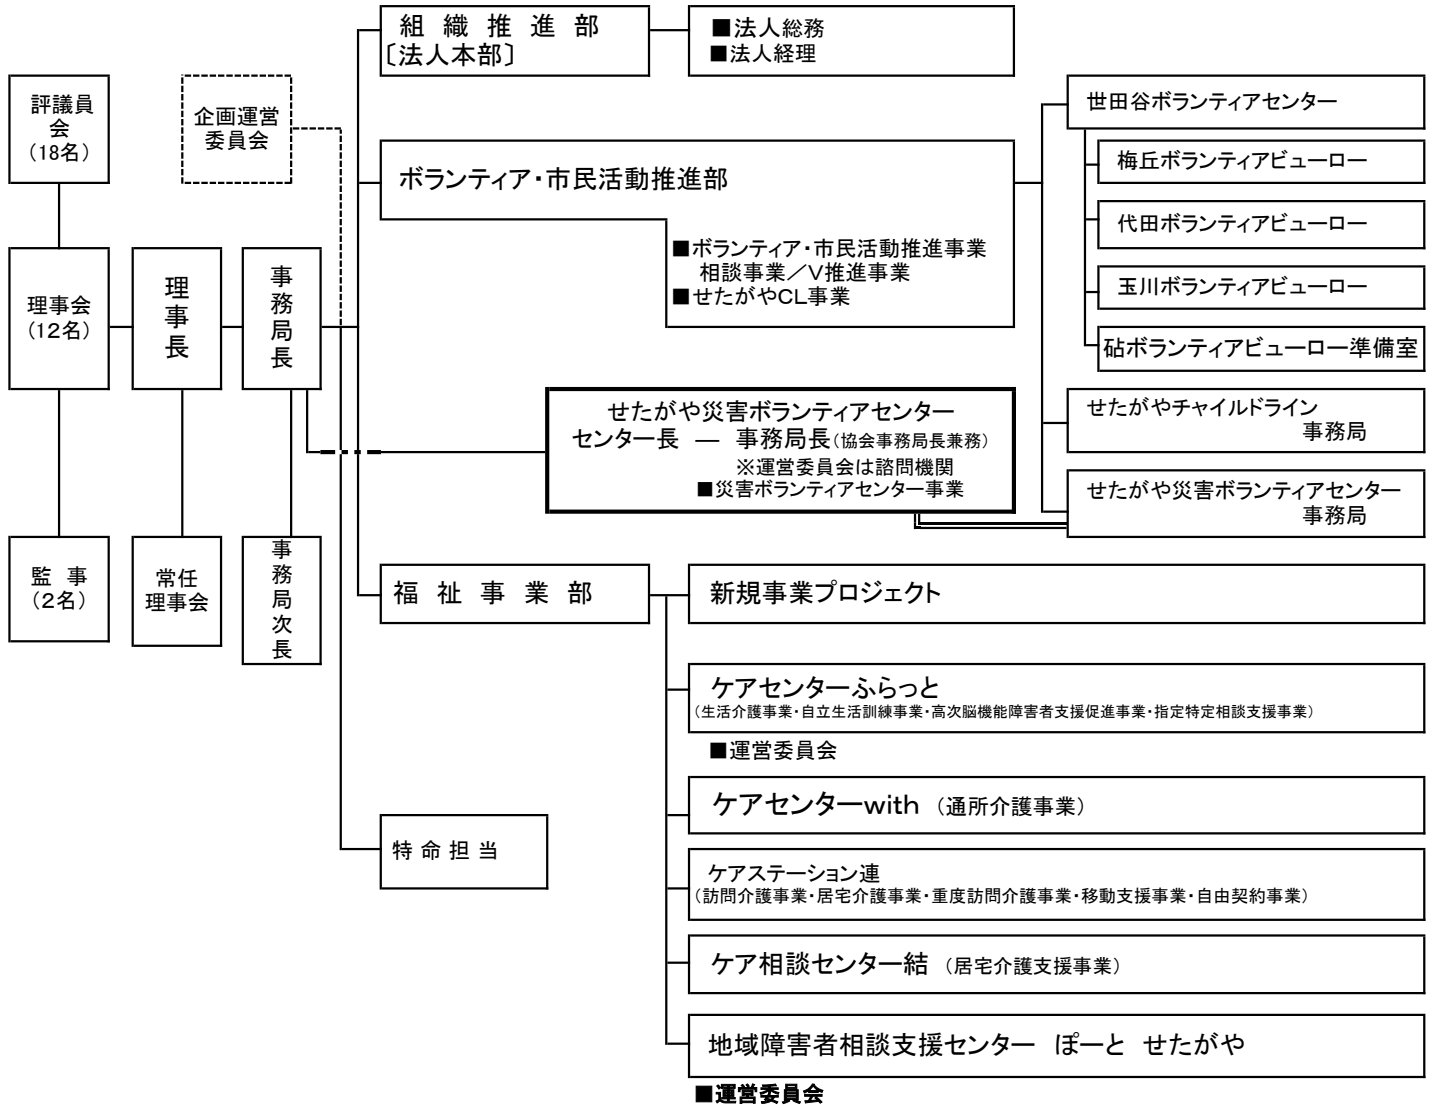 組織推進部
〔法人本部〕
■法人総務
■法人経理
評議員
会
（18名）
企画運営
委員会
世田谷ボランティアセンター
梅丘ボランティアビューロー
代田ボランティアビューロー
玉川ボランティアビューロー
砧ボランティアビューロー準備室
ボランティア・市民活動推進部
■ボランティア・市民活動推進事業
相談事業／V推進事業
■せたがやCL事業
理事会
（12名）
理事長
事務局長
せたがや災害ボランティアセンター
センター長 ― 事務局長（協会事務局長兼務）
※運営委員会は諮問機関
■災害ボランティアセンター事業
せたがやチャイルドライン
事務局
せたがや災害ボランティアセンター
事務局
監 事
（2名）
常任
理事会
事務局次長
福祉事業部
新規事業プロジェクト
ケアセンターふらっと
（生活介護事業・自立生活訓練事業・高次脳機能障害者支援促進事業・指定特定相談支援事業）
■運営委員会
ケアセンターwith （通所介護事業）
特命担当
ケアステーション連
（訪問介護事業・居宅介護事業・重度訪問介護事業・移動支援事業・自由契約事業）
ケア相談センター結 （居宅介護支援事業）
地域障害者相談支援センター ぽーと せたがや
■運営委員会